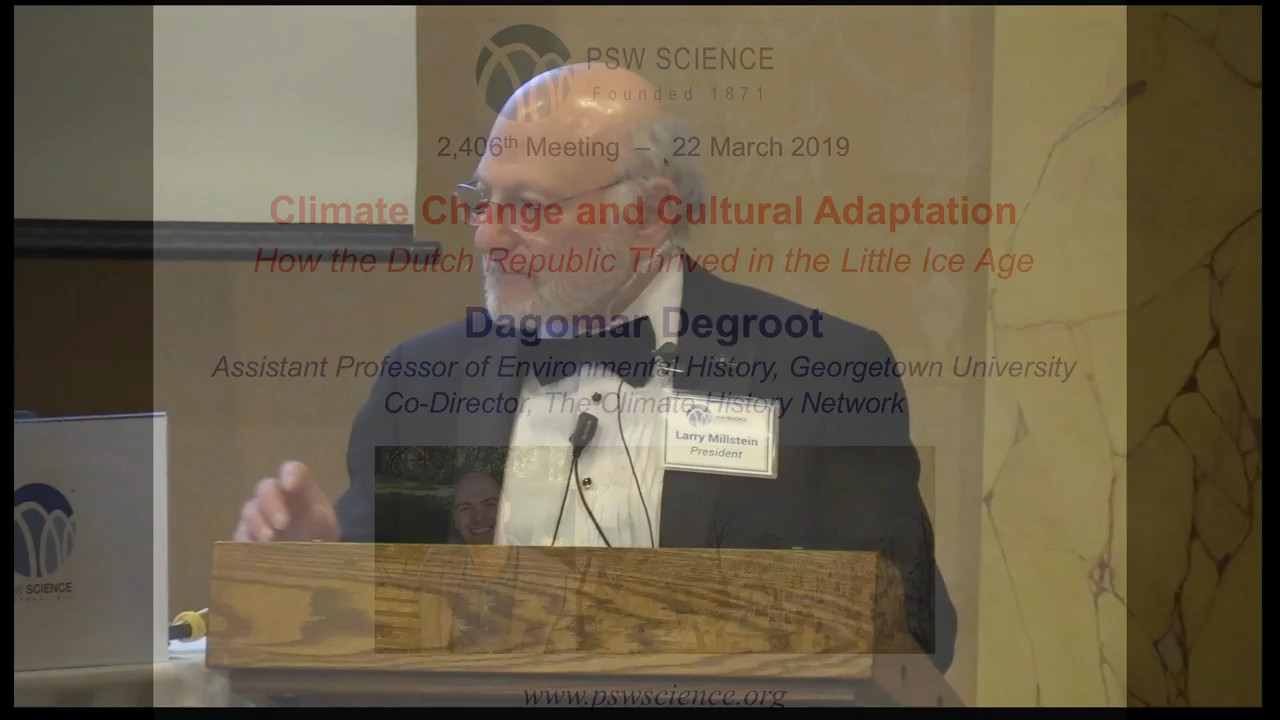 PSW SCIENCE
Founded 1871
2,406th Meeting – 22 March 2019
Climate Change and Cultural Adaptation
How the Dutch Republic Thrived in the Little Ice Age
Dagomar Degroot
Assistant Professor of Environmental History, Georgetown University
Co-Director, The Climate History Network
Larry Millstein
President
SCIENCE
www.pswscience.org